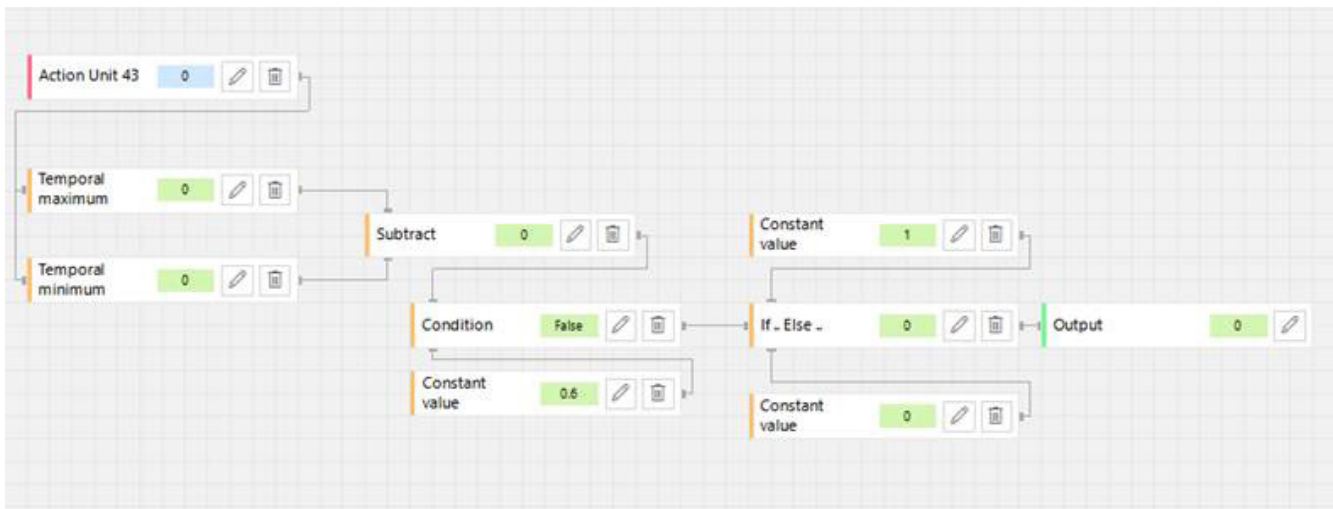 Action Unit 43 0
Temporal
maximum 0
Subtract 0
Constant
value 1
Temporal
minimum 0
Condition False
If .. Else .. 0
Output 0
Constant
value 0.6
Constant
value 0